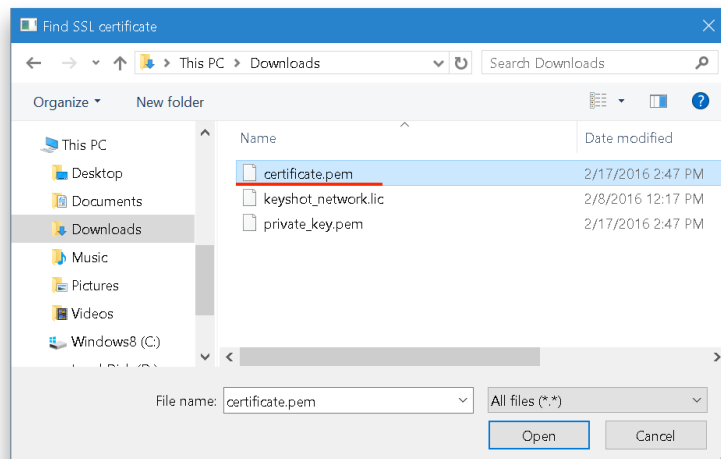 Find SSL certificate
This PC > Downloads
Search Downloads
Organize
New folder
?
This PC
Desktop
Documents
Downloads
Music
Pictures
Videos
Windows8 (C:)
Name
Date modified
certificate.pem 2/17/2016 2:47 PM
keyshot_network.lic 2/8/2016 12:17 PM
private_key.pem 2/17/2016 2:47 PM
File name: certificate.pem
All files (*.*)
Open
Cancel